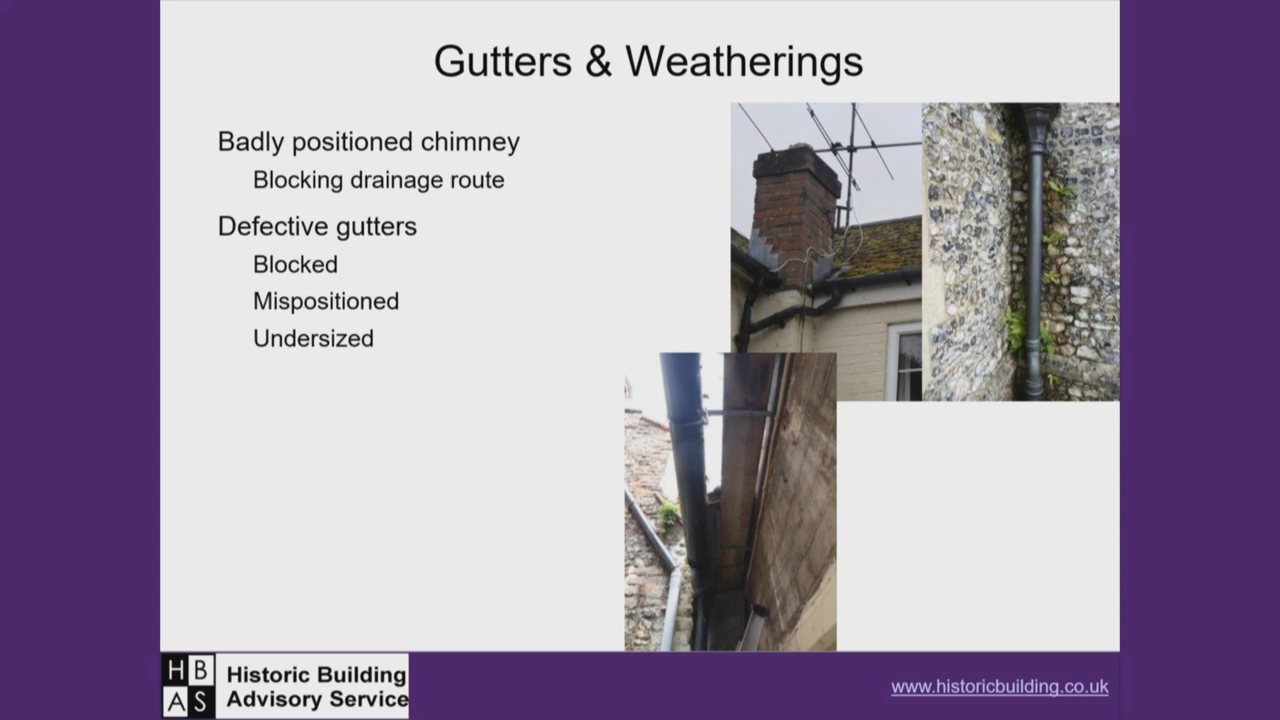 Gutters & Weatherings
Badly positioned chimney
Blocking drainage route
Defective gutters
Blocked
Mispositioned
Undersized
H B
A S
Historic Building
Advisory Service
www.historicbuilding.co.uk